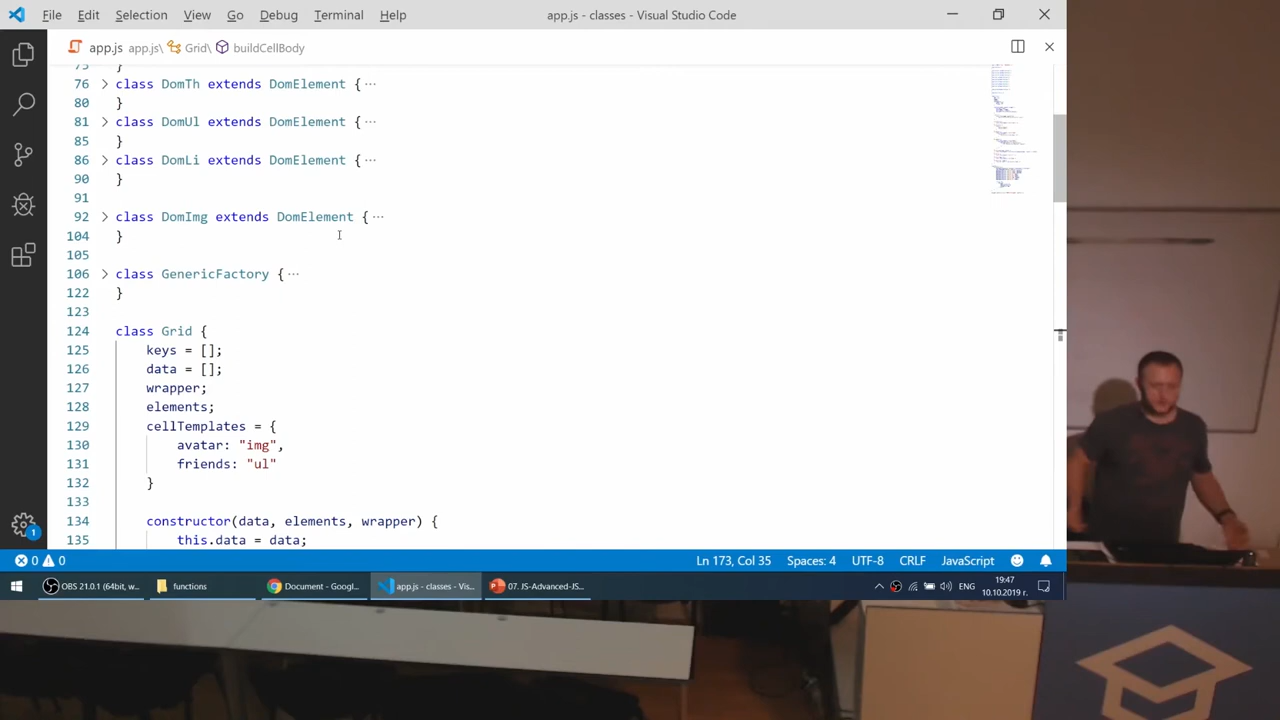 File Edit Selection View Go Debug Terminal Help
app.js - classes - Visual Studio Code
app.js app.js\ Grid\ buildCellBody
75 }
76 > class DomTh extends DomElement { ···
80 }
81 > class DomUl extends DomElement { ···
85 }
86 > class DomLi extends DomElement { ···
90 }
91
92 > class DomImg extends DomElement { ···
104 }
105
106 > class GenericFactory { ···
122 }
123
124 class Grid {
125 keys = [];
126 data = [];
127 wrapper;
128 elements;
129 cellTemplates = {
130 avatar: "img",
131 friends: "ul"
132 }
133
134 constructor(data, elements, wrapper) {
135 this.data = data;
1
0 0
Ln 173, Col 35 Spaces: 4 UTF-8 CRLF JavaScript
OBS 21.0.1 (64bit, w...
functions
Document - Googl...
app.js - classes - Vis...
07. JS-Advanced-JS...
ЕНГ
19:47
10.10.2019 г.